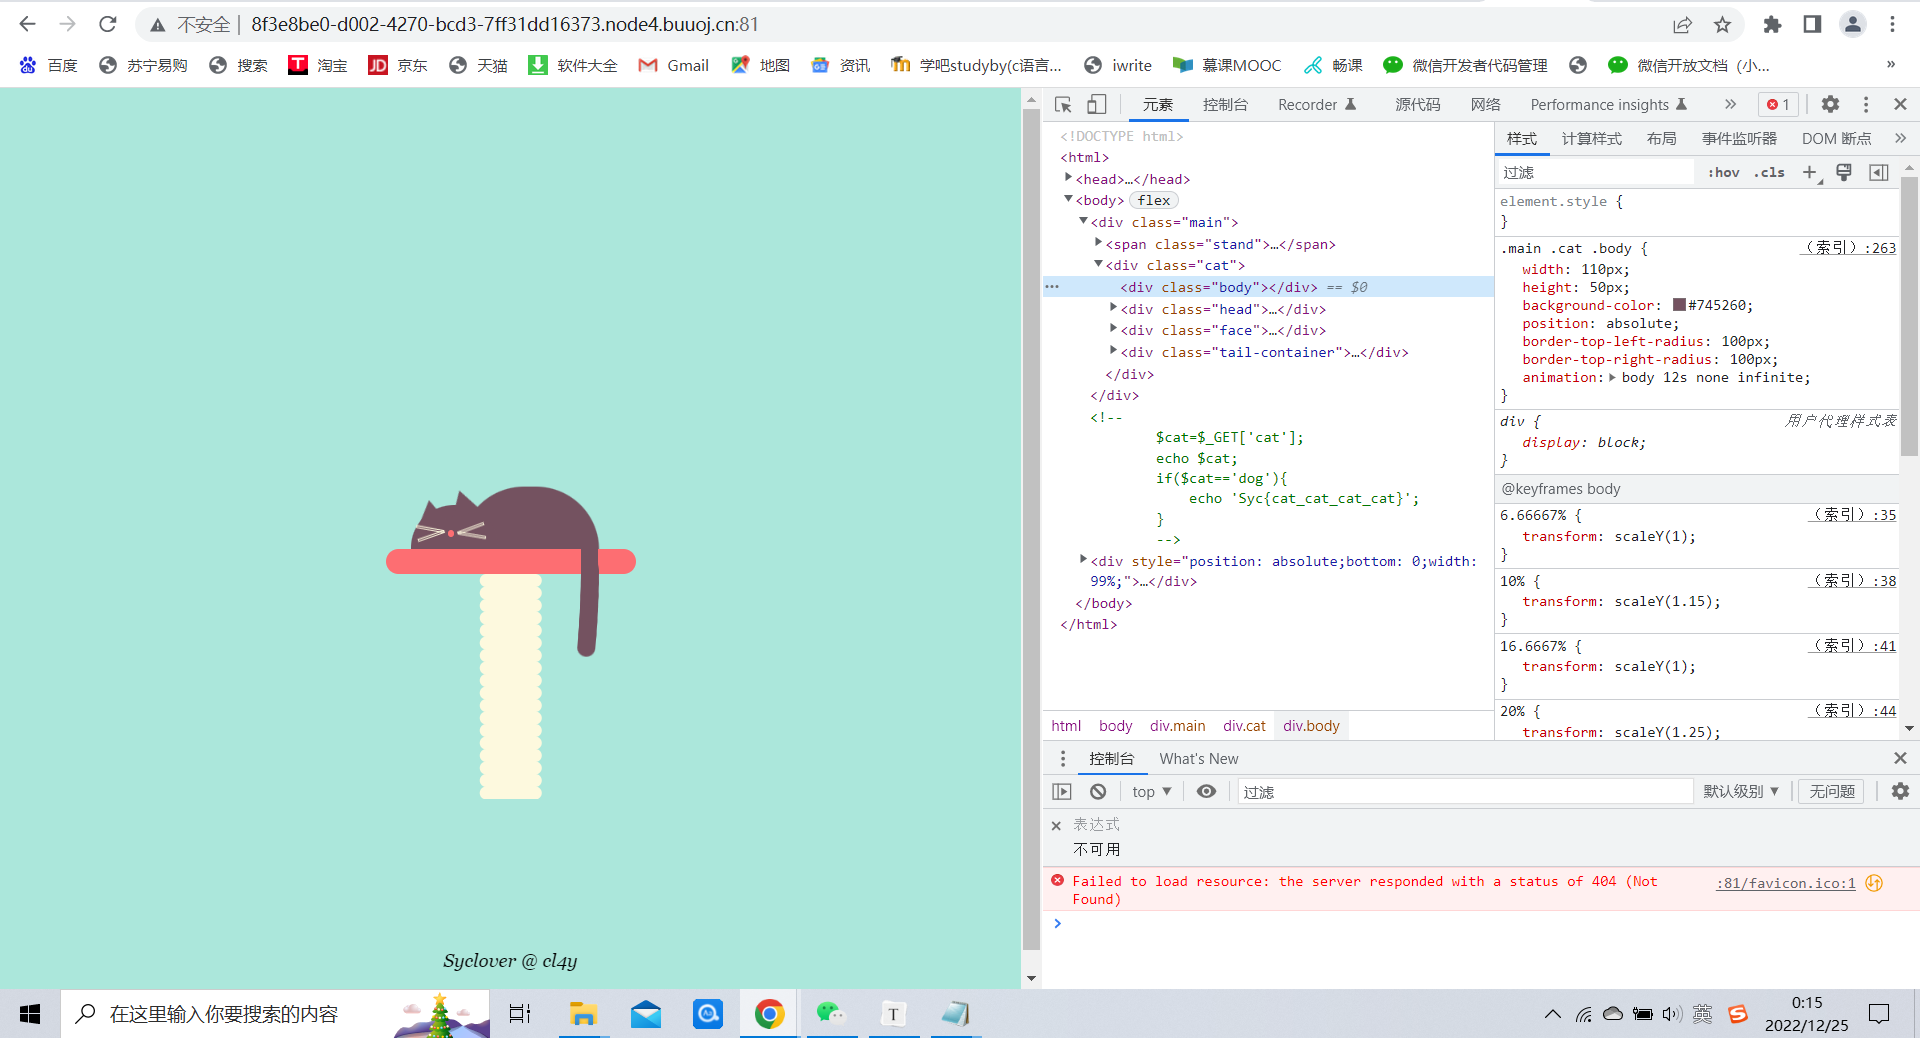 不安全 | 8f3e8be0-d002-4270-bcd3-7ff31dd16373.node4.buuoj.cn:81
百度 苏宁易购 搜索 淘宝 京东 天猫 软件大全 Gmail 地图 资讯 学吧studyby(c语言... iwrite 慕课MOOC 畅课 微信开发者代码管理 微信开放文档（小... »
Syclover @ cl4y
元素 控制台 Recorder 源代码 网络 Performance insights » 1
<!DOCTYPE html>
<html>
<head>…</head>
<body> flex
<div class="main">
<span class="stand">…</span>
<div class="cat">
<div class="body"></div> == $0
<div class="head">…</div>
<div class="face">…</div>
<div class="tail-container">…</div>
</div>
</div>
<!--
$cat=$_GET['cat'];
echo $cat;
if($cat=='dog'){
echo 'Syc{cat_cat_cat_cat}';
}
-->
<div style="position: absolute;bottom: 0;width:
99%;">…</div>
</body>
</html>
html body div.main div.cat div.body
样式 计算样式 布局 事件监听器 DOM 断点 »
过滤 :hov .cls
element.style {
}
.main .cat .body { （索引）:263
width: 110px;
height: 50px;
background-color: #745260;
position: absolute;
border-top-left-radius: 100px;
border-top-right-radius: 100px;
animation: body 12s none infinite;
}
div { 用户代理样式表
display: block;
}
@keyframes body
6.66667% { （索引）:35
transform: scaleY(1);
}
10% { （索引）:38
transform: scaleY(1.15);
}
16.6667% { （索引）:41
transform: scaleY(1);
}
20% { （索引）:44
transform: scaleY(1.25);
控制台 What's New
top ▼ 过滤 默认级别 ▼ 无问题
表达式
不可用
Failed to load resource: the server responded with a status of 404 (Not :81/favicon.ico:1
Found)
在这里输入你要搜索的内容
T
英
0:15
2022/12/25